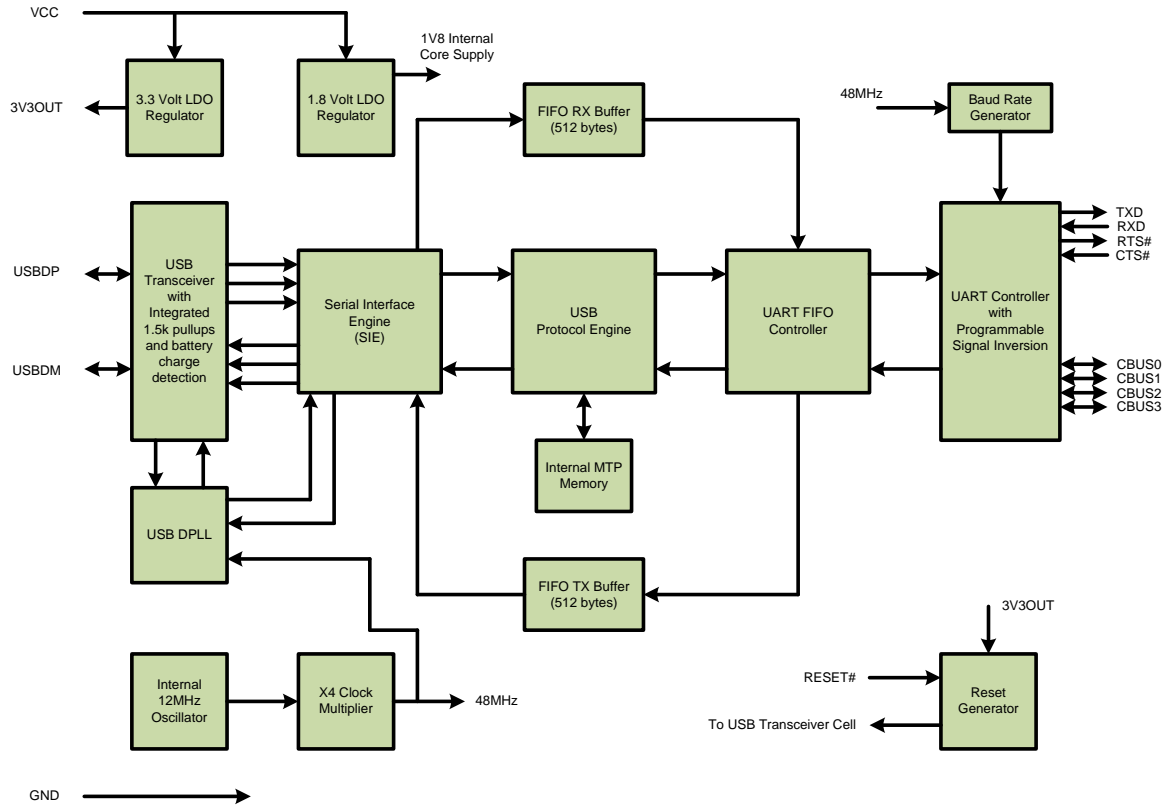 VCC
1V8 Internal
Core Supply
3V3OUT
3.3 Volt LDO
Regulator
1.8 Volt LDO
Regulator
FIFO RX Buffer
(512 bytes)
48MHz
Baud Rate
Generator
USBDP
USBDM
USB
Transceiver
with
Integrated
1.5k pullups
and battery
charge
detection
Serial Interface
Engine
(SIE)
USB
Protocol Engine
UART FIFO
Controller
UART Controller
with
Programmable
Signal Inversion
TXD
RXD
RTS#
CTS#
CBUS0
CBUS1
CBUS2
CBUS3
Internal MTP
Memory
USB DPLL
FIFO TX Buffer
(512 bytes)
3V3OUT
Internal
12MHz
Oscillator
X4 Clock
Multiplier
48MHz
RESET#
To USB Transceiver Cell
Reset
Generator
GND